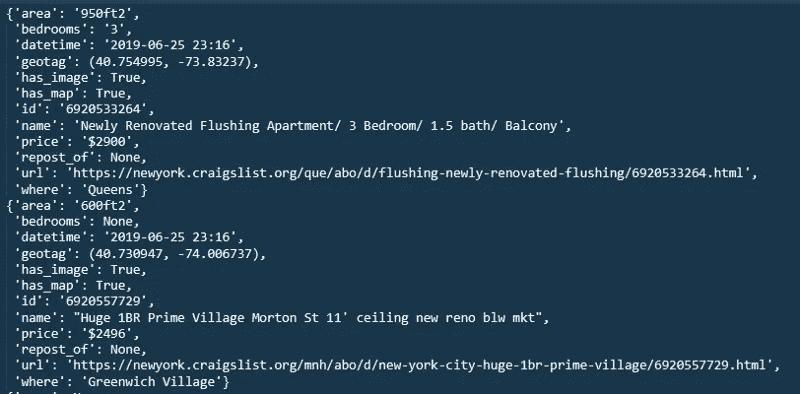 {'area': '950ft2',
'bedrooms': '3',
'datetime': '2019-06-25 23:16',
'geotag': (40.754995, -73.83237),
'has_image': True,
'has_map': True,
'id': '6920533264',
'name': 'Newly Renovated Flushing Apartment/ 3 Bedroom/ 1.5 bath/ Balcony',
'price': '$2900',
'repost_of': None,
'url': 'https://newyork.craigslist.org/que/abo/d/flushing-newly-renovated-flushing/6920533264.html',
'where': 'Queens'}
{'area': '600ft2',
'bedrooms': None,
'datetime': '2019-06-25 23:16',
'geotag': (40.730947, -74.006737),
'has_image': True,
'has_map': True,
'id': '6920557729',
'name': "Huge 1BR Prime Village Morton St 11' ceiling new reno blw mkt",
'price': '$2496',
'repost_of': None,
'url': 'https://newyork.craigslist.org/mnh/abo/d/new-york-city-huge-1br-prime-village/6920557729.html',
'where': 'Greenwich Village'}